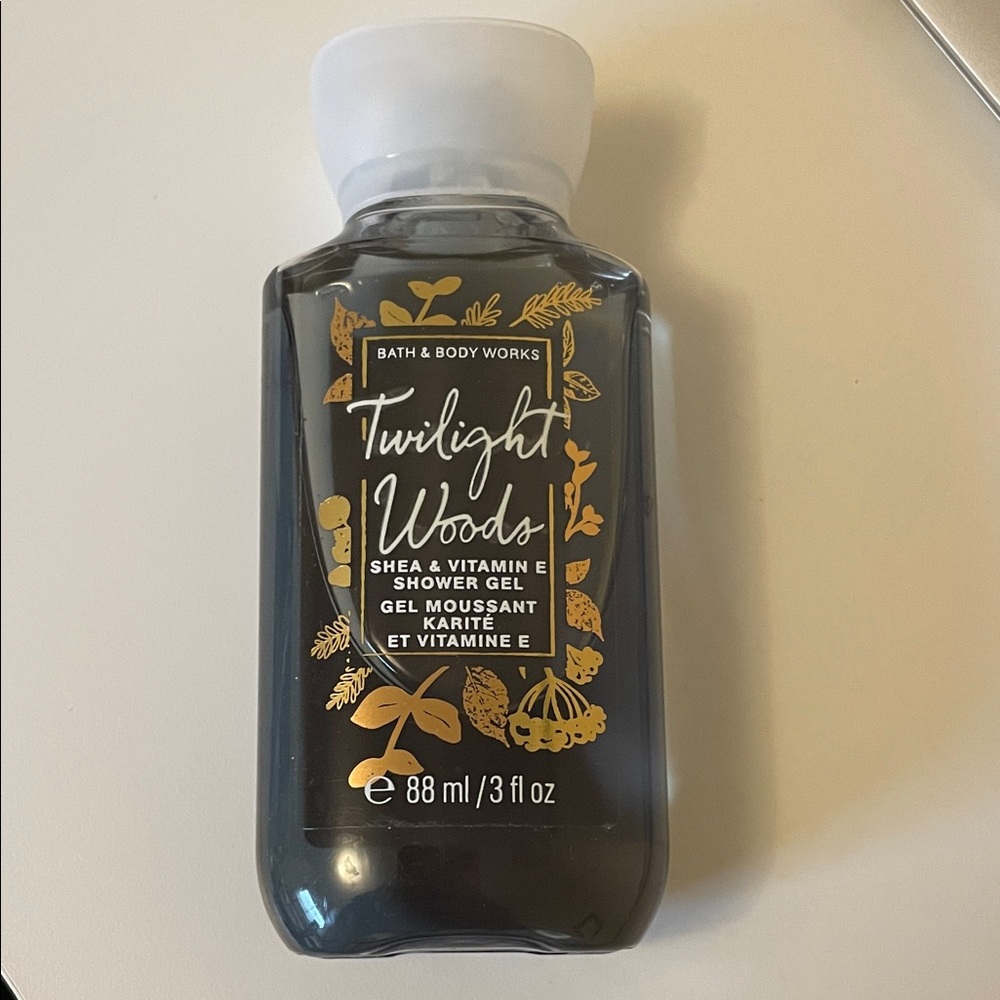 BATH & BODY WORKS
Twilight
Woods
SHEA & VITAMIN E
SHOWER GEL
GEL MOUSSANT
KARITÉ
ET VITAMINE E
℮ 88 ml / 3 fl oz